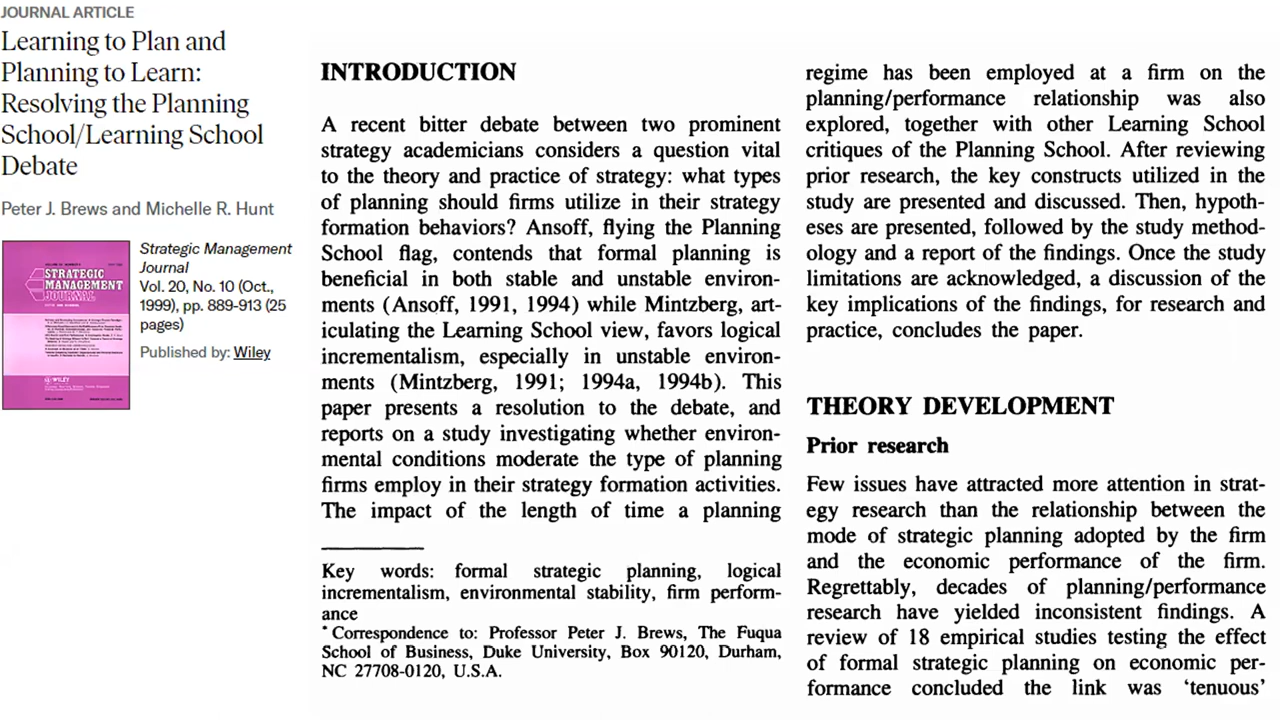 JOURNAL ARTICLE
Learning to Plan and
Planning to Learn:
Resolving the Planning
School/Learning School
Debate
Peter J. Brews and Michelle R. Hunt
STRATEGIC
MANAGEMENT
JOURNAL
WILEY
Strategic Management
Journal
Vol. 20, No. 10 (Oct.,
1999), pp. 889-913 (25
pages)
Published by: Wiley
INTRODUCTION
A recent bitter debate between two prominent
strategy academicians considers a question vital
to the theory and practice of strategy: what types
of planning should firms utilize in their strategy
formation behaviors? Ansoff, flying the Planning
School flag, contends that formal planning is
beneficial in both stable and unstable environ-
ments (Ansoff, 1991, 1994) while Mintzberg, art-
iculating the Learning School view, favors logical
incrementalism, especially in unstable environ-
ments (Mintzberg, 1991; 1994a, 1994b). This
paper presents a resolution to the debate, and
reports on a study investigating whether environ-
mental conditions moderate the type of planning
firms employ in their strategy formation activities.
The impact of the length of time a planning
Key words: formal strategic planning, logical
incrementalism, environmental stability, firm perform-
ance
* Correspondence to: Professor Peter J. Brews, The Fuqua
School of Business, Duke University, Box 90120, Durham,
NC 27708-0120, U.S.A.
regime has been employed at a firm on the
planning/performance relationship was also
explored, together with other Learning School
critiques of the Planning School. After reviewing
prior research, the key constructs utilized in the
study are presented and discussed. Then, hypoth-
eses are presented, followed by the study method-
ology and a report of the findings. Once the study
limitations are acknowledged, a discussion of the
key implications of the findings, for research and
practice, concludes the paper.
THEORY DEVELOPMENT
Prior research
Few issues have attracted more attention in strat-
egy research than the relationship between the
mode of strategic planning adopted by the firm
and the economic performance of the firm.
Regrettably, decades of planning/performance
research have yielded inconsistent findings. A
review of 18 empirical studies testing the effect
of formal strategic planning on economic per-
formance concluded the link was ‘tenuous’